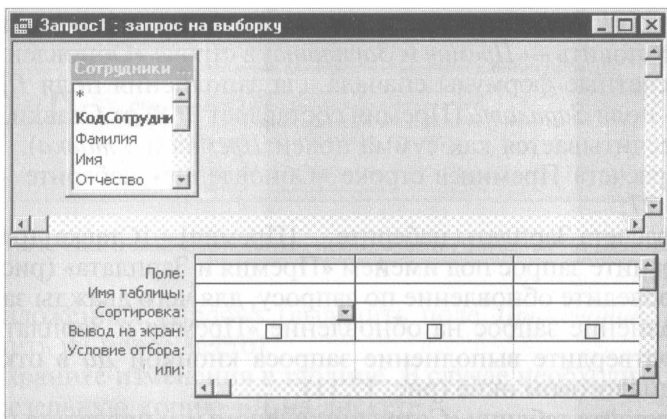 Запрос1 : запрос на выборку
Сотрудники ...
*
КодСотрудни
Фамилия
Имя
Отчество
Поле:
Имя таблицы:
Сортировка:
Вывод на экран:
Условие отбора:
или: